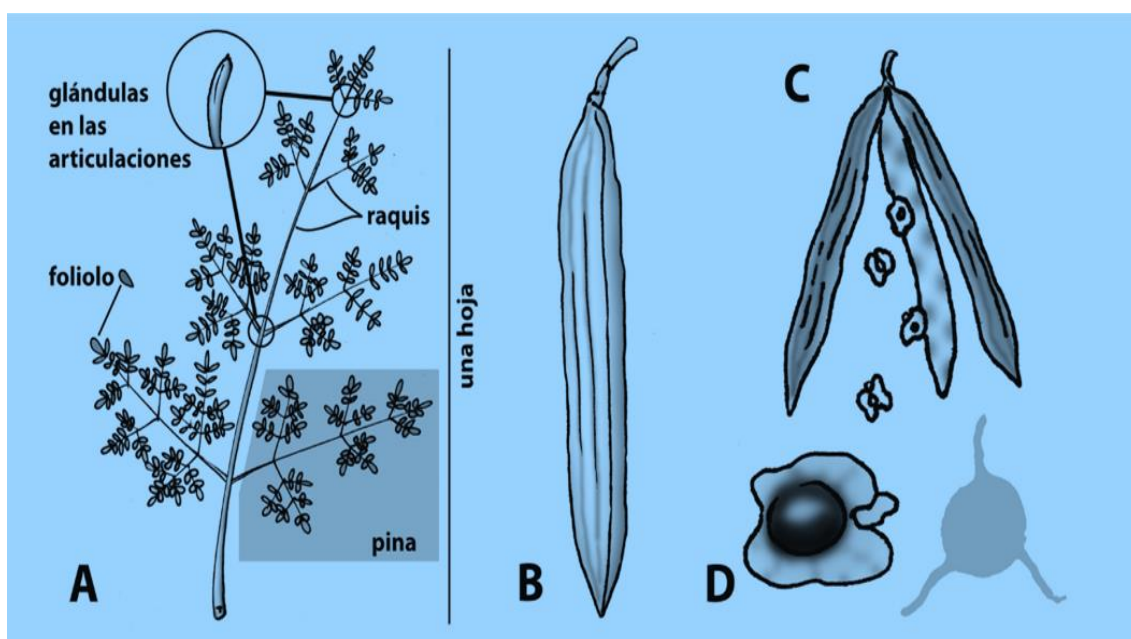 glándulas
en las
articulaciones
raquis
foliolo
pina
A
una hoja
B
C
D